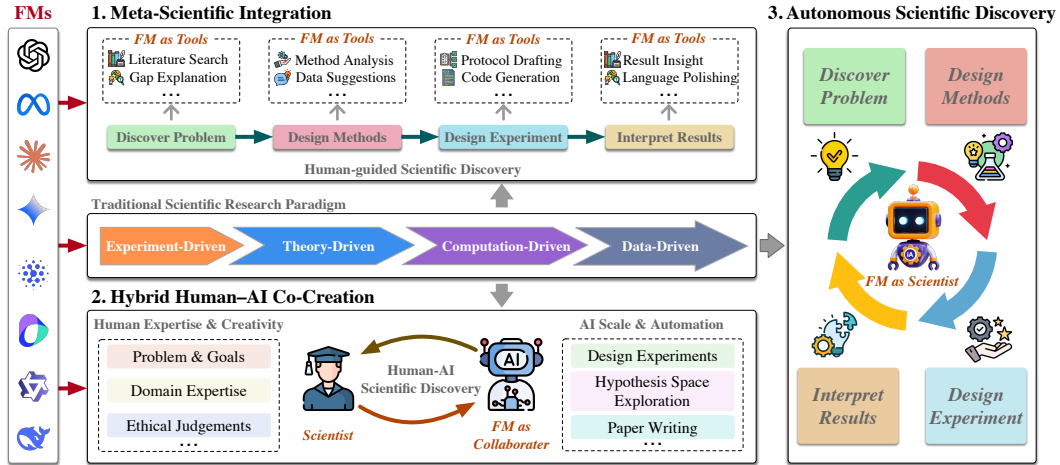 FMs
1. Meta-Scientific Integration
FM as Tools
Literature Search
Gap Explanation
...
FM as Tools
Method Analysis
Data Suggestions
...
FM as Tools
Protocol Drafting
Code Generation
...
FM as Tools
Result Insight
Language Polishing
...
Discover Problem
Design Methods
Design Experiment
Interpret Results
Human-guided Scientific Discovery
Traditional Scientific Research Paradigm
Experiment-Driven
Theory-Driven
Computation-Driven
Data-Driven
2. Hybrid Human–AI Co-Creation
Human Expertise & Creativity
Problem & Goals
Domain Expertise
Ethical Judgements
...
Human-AI
Scientific Discovery
Scientist
AI
FM as
Collaborater
AI Scale & Automation
Design Experiments
Hypothesis Space
Exploration
Paper Writing
...
3. Autonomous Scientific Discovery
Discover
Problem
Design
Methods
FM as Scientist
Interpret
Results
Design
Experiment